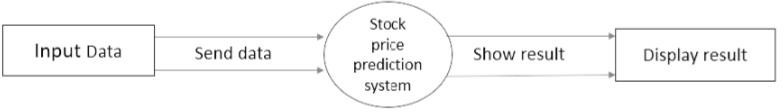 Input Data
Send data
Stock
price
prediction
system
Show result
Display result